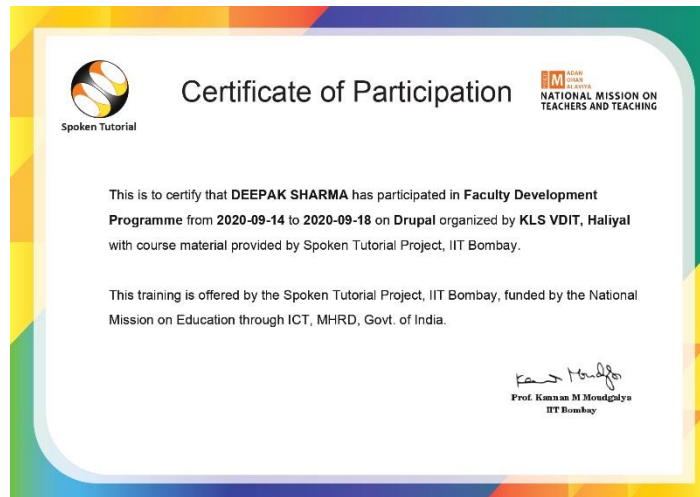 Certificate of Participation
Spoken Tutorial
MADAN
MOHAN
MALAVIYA
NATIONAL MISSION ON
TEACHERS AND TEACHING
This is to certify that DEEPAK SHARMA has participated in Faculty Development
Programme from 2020-09-14 to 2020-09-18 on Drupal organized by KLS VDIT, Haliyal
with course material provided by Spoken Tutorial Project, IIT Bombay.
This training is offered by the Spoken Tutorial Project, IIT Bombay, funded by the National
Mission on Education through ICT, MHRD, Govt. of India.
Prof. Kannan M Moudgalya
IIT Bombay